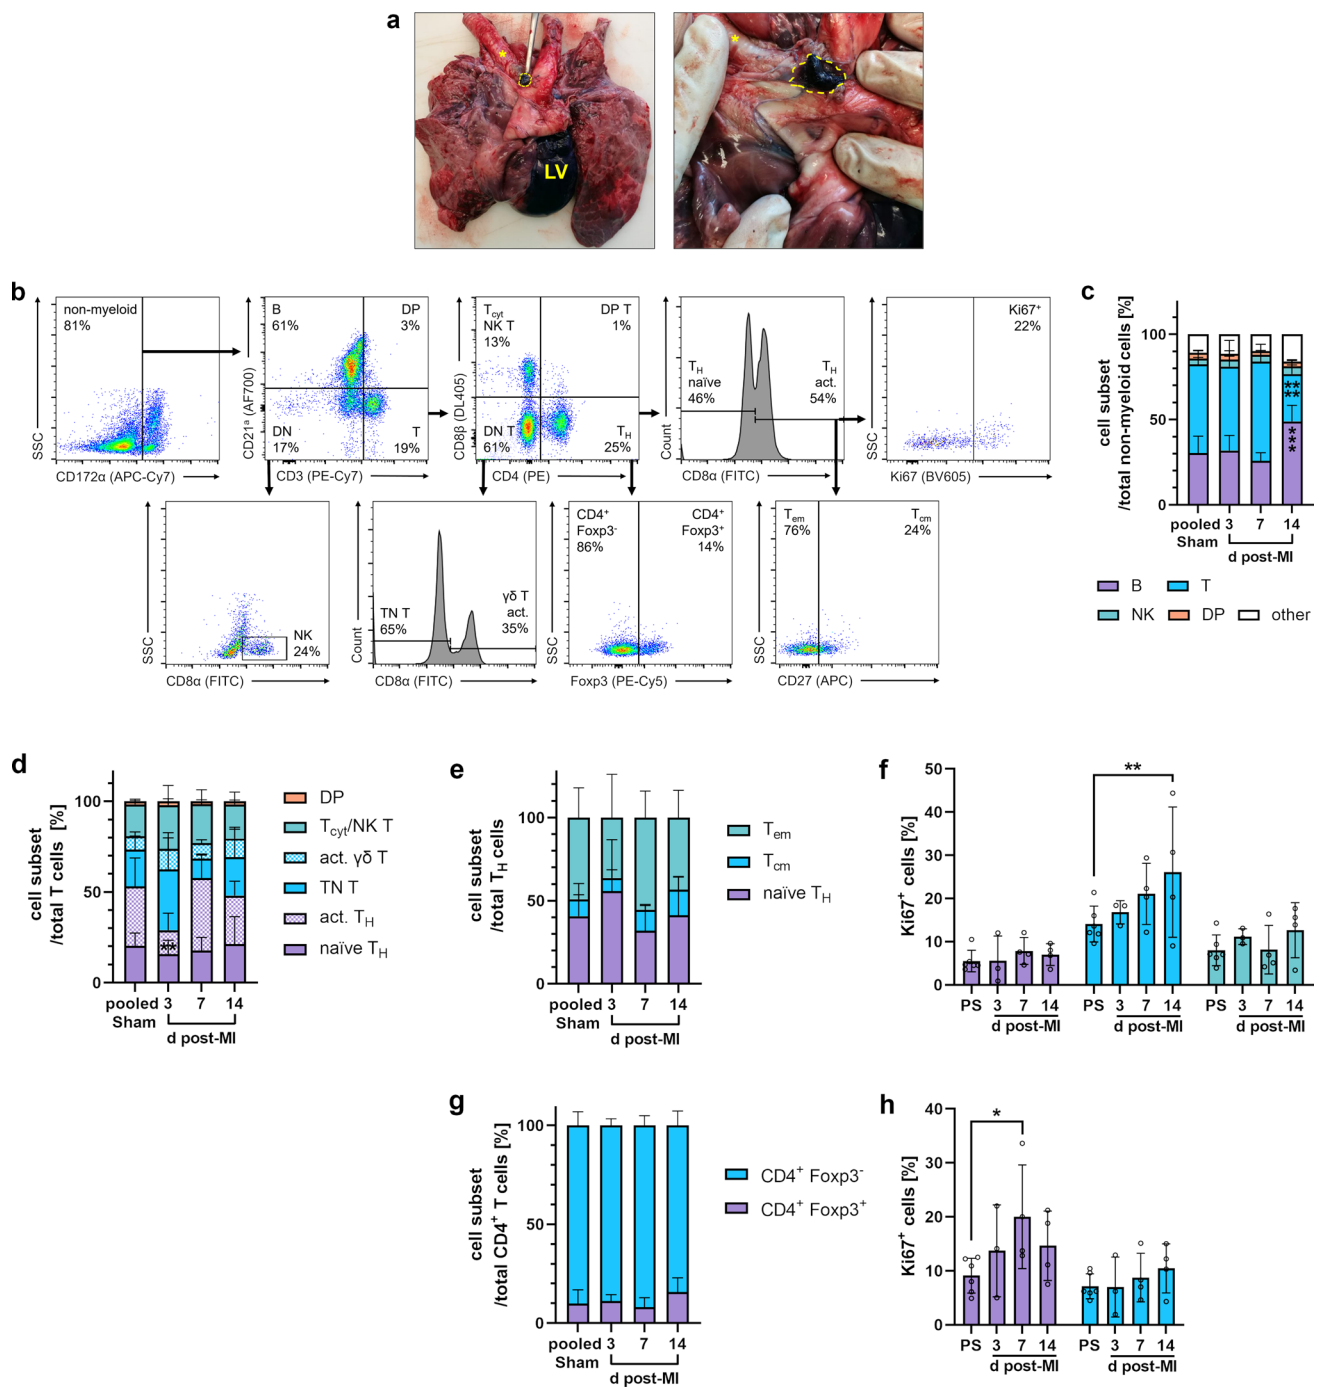 a
*
LV
*
b
non-myeloid
81%
SSC
CD172α (APC-Cy7)
B
61%
DP
3%
DN
17%
T
19%
CD21ᵃ (AF700)
CD3 (PE-Cy7)
Tcyt
NK T
13%
DP T
1%
DN T
61%
TH
25%
CD8β (DL405)
CD4 (PE)
TH
naïve
46%
TH
act.
54%
Count
CD8α (FITC)
Ki67⁺
22%
SSC
Ki67 (BV605)
NK
24%
SSC
CD8α (FITC)
TN T
65%
γδ T
act.
35%
Count
CD8α (FITC)
CD4⁺
Foxp3⁻
86%
CD4⁺
Foxp3⁺
14%
SSC
Foxp3 (PE-Cy5)
Tem
76%
Tcm
24%
SSC
CD27 (APC)
c
cell subset
/total non-myeloid cells [%]
100
50
0
**
**
*
*
*
pooled 3 7 14
Sham
d post-MI
B T
NK DP other
d
cell subset
/total T cells [%]
100
50
0
**
pooled 3 7 14
Sham
d post-MI
DP
Tcyt/NK T
act. γδ T
TN T
act. TH
naïve TH
e
cell subset
/total TH cells
100
50
0
pooled 3 7 14
Sham
d post-MI
Tem
Tcm
naïve TH
f
Ki67⁺ cells [%]
50
40
30
20
10
0
**
PS 3 7 14 PS 3 7 14 PS 3 7 14
d post-MI d post-MI d post-MI
g
cell subset
/total CD4⁺ T cells [%]
100
50
0
pooled 3 7 14
Sham
d post-MI
CD4⁺ Foxp3⁻
CD4⁺ Foxp3⁺
h
Ki67⁺ cells [%]
40
30
20
10
0
*
PS 3 7 14 PS 3 7 14
d post-MI d post-MI